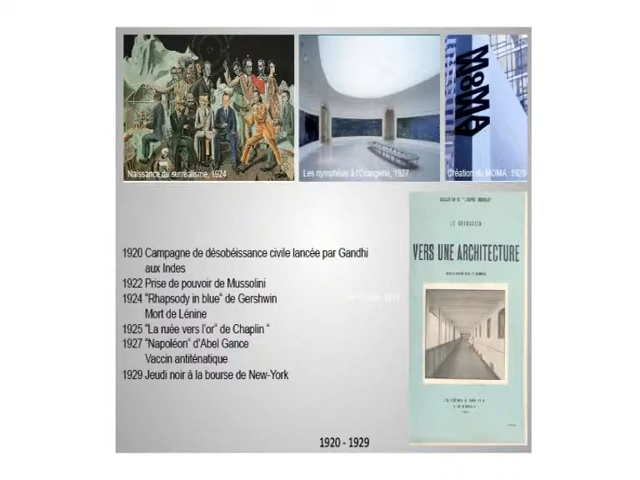 MoMA
Naissance du surréalisme, 1924
Les nymphéas à l'Orangerie, 1927
Création du MOMA, 1929
LE CORBUSIER
VERS UNE ARCHITECTURE
1920 Campagne de désobéissance civile lancée par Gandhi
aux Indes
1922 Prise de pouvoir de Mussolini
1924 "Rhapsody in blue" de Gershwin
Mort de Lénine
1925 "La ruée vers l'or" de Chaplin "
1927 "Napoléon" d'Abel Gance
Vaccin antiténatique
1929 Jeudi noir à la bourse de New-York
1920 - 1929